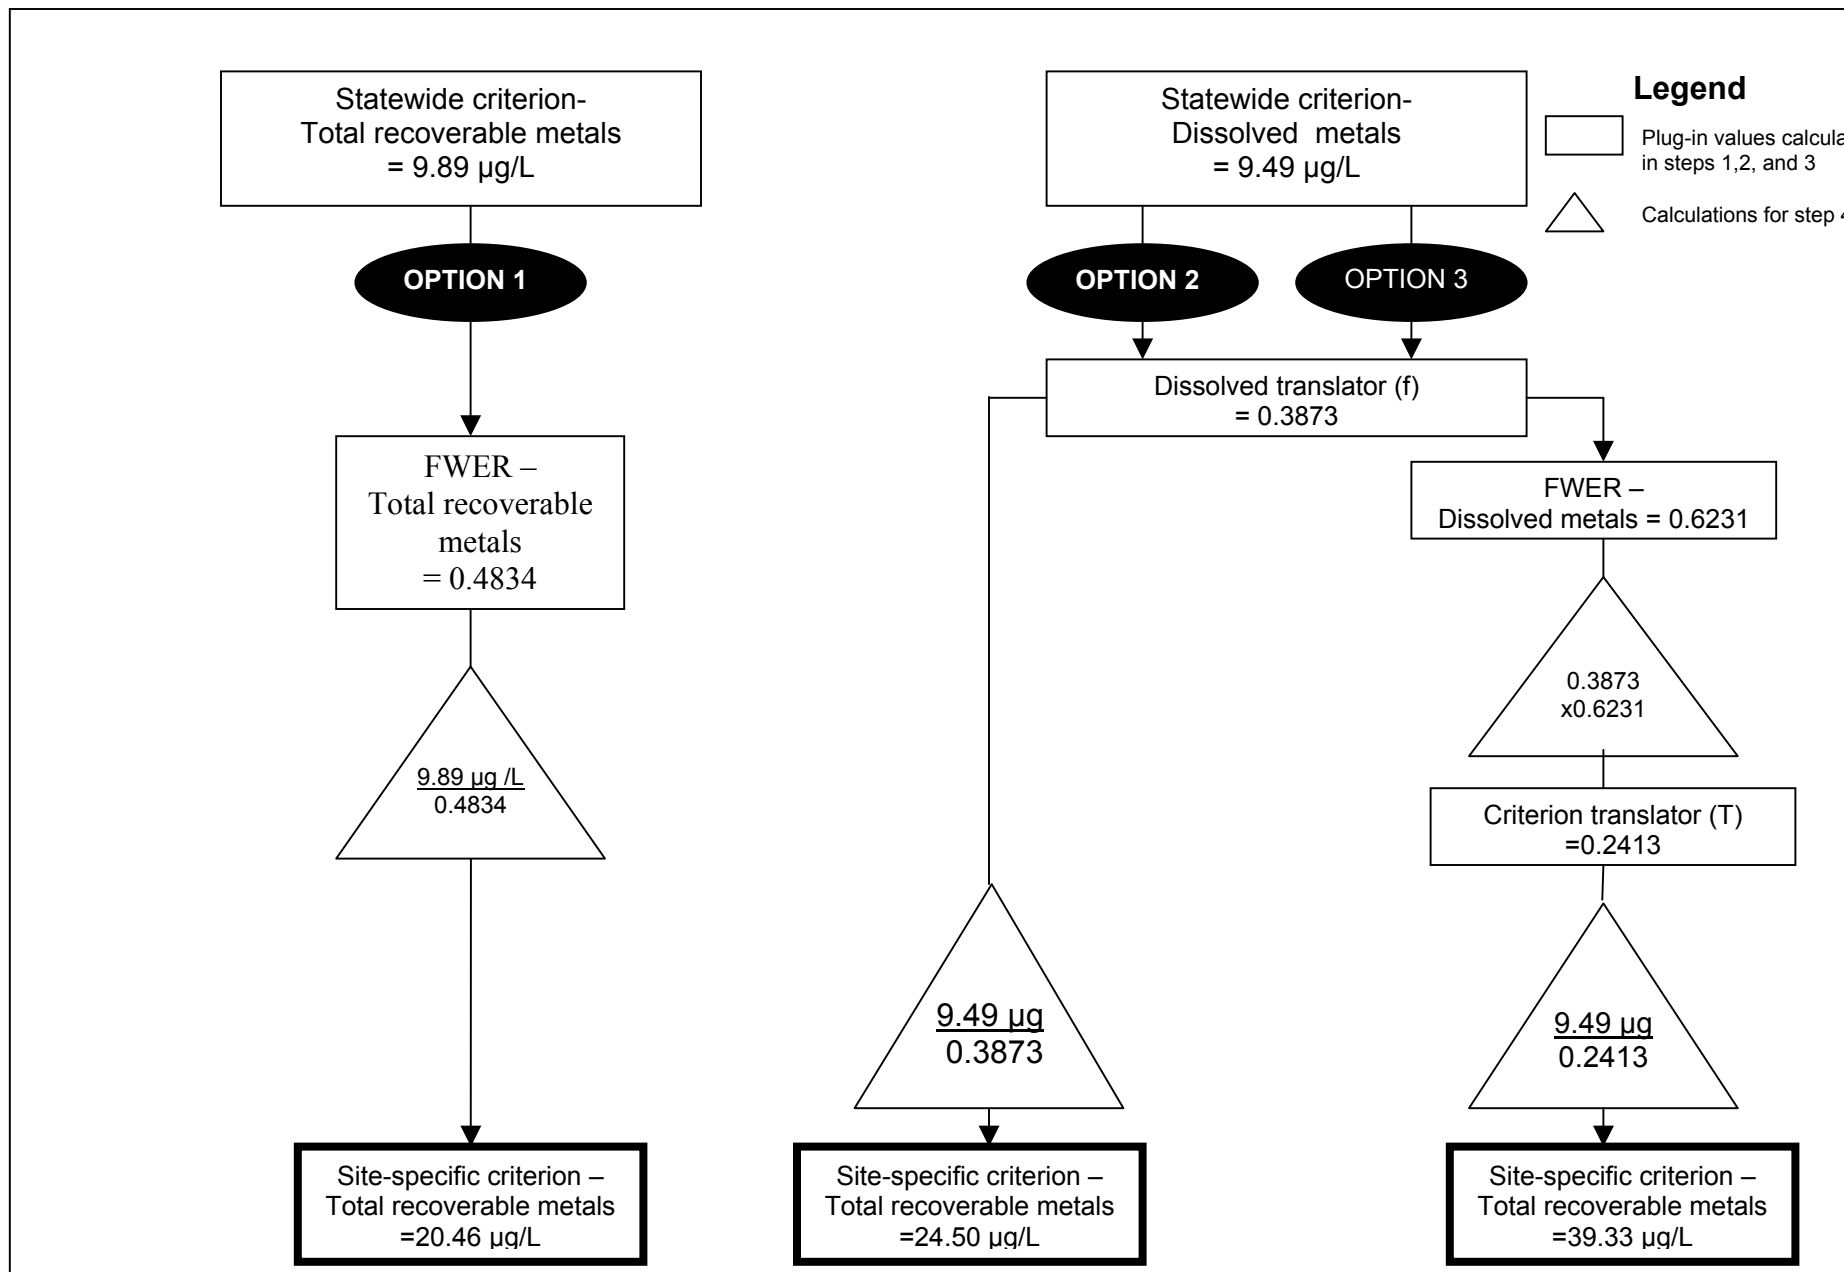 Statewide criterion-
Total recoverable metals
= 9.89 µg/L
Statewide criterion-
Dissolved metals
= 9.49 µg/L
Legend
Plug-in values calcula
in steps 1,2, and 3
Calculations for step 4
OPTION 1
OPTION 2
OPTION 3
Dissolved translator (f)
= 0.3873
FWER –
Total recoverable
metals
= 0.4834
FWER –
Dissolved metals = 0.6231
0.3873
x0.6231
9.89 µg /L
0.4834
Criterion translator (T)
=0.2413
9.49 µg
0.3873
9.49 µg
0.2413
Site-specific criterion –
Total recoverable metals
=20.46 µg/L
Site-specific criterion –
Total recoverable metals
=24.50 µg/L
Site-specific criterion –
Total recoverable metals
=39.33 µg/L